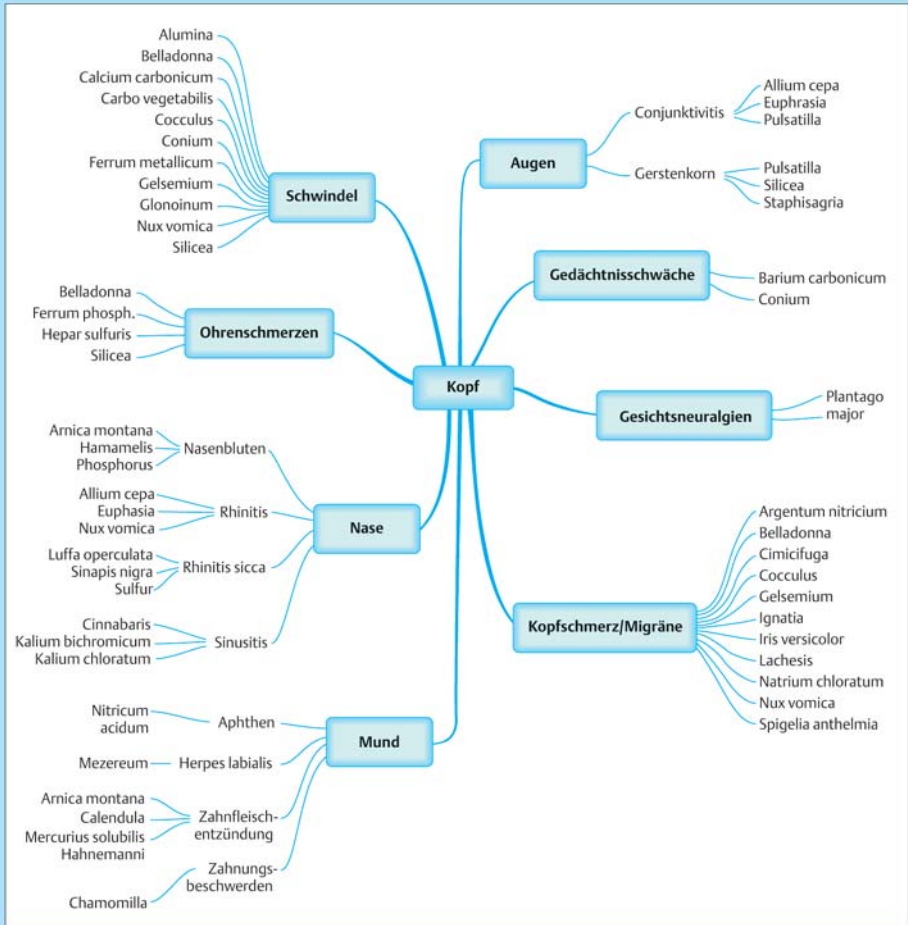 Alumina
Belladonna
Calcium carbonicum
Carbo vegetabilis
Cocculus
Conium
Ferrum metallicum
Gelsemium
Glonoinum
Nux vomica
Silicea
Schwindel
Belladonna
Ferrum phosph.
Hepar sulfuris
Silicea
Ohrenschmerzen
Arnica montana
Hamamelis
Phosphorus
Nasenbluten
Allium cepa
Euphasia
Nux vomica
Rhinitis
Luffa operculata
Sinapis nigra
Sulfur
Rhinitis sicca
Cinnabaris
Kalium bichromicum
Kalium chloratum
Sinusitis
Nase
Nitricum
acidum
Aphthen
Mezereum
Herpes labialis
Arnica montana
Calendula
Mercurius solubilis
Hahnemanni
Zahnfleisch-
entzündung
Chamomilla
Zahnungs-
beschwerden
Mund
Kopf
Augen
Conjunktivitis
Allium cepa
Euphrasia
Pulsatilla
Gerstenkorn
Pulsatilla
Silicea
Staphisagria
Gedächtnisschwäche
Barium carbonicum
Conium
Gesichtsneuralgien
Plantago
major
Kopfschmerz/Migräne
Argentum nitricium
Belladonna
Cimicifuga
Cocculus
Gelsemium
Ignatia
Iris versicolor
Lachesis
Natrium chloratum
Nux vomica
Spigelia anthelmia